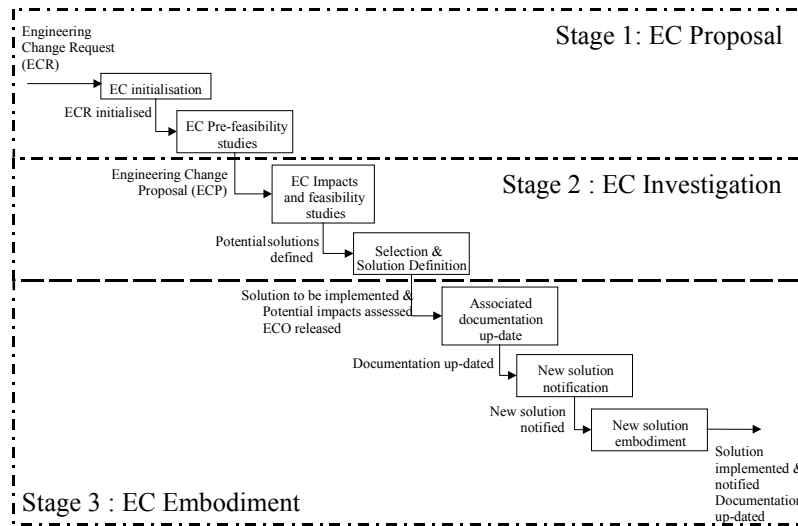 Engineering
Change Request
(ECR)
Stage 1: EC Proposal
EC initialisation
ECR initialised
EC Pre-feasibility
studies
Engineering Change
Proposal (ECP)
EC Impacts
and feasibility
studies
Stage 2 : EC Investigation
Potential solutions
defined
Selection &
Solution Definition
Solution to be implemented &
Potential impacts assessed
ECO released
Associated
documentation
up-date
Documentation up-dated
New solution
notification
New solution
notified
New solution
embodiment
Solution
implemented &
notified
Documentation
up-dated
Stage 3 : EC Embodiment